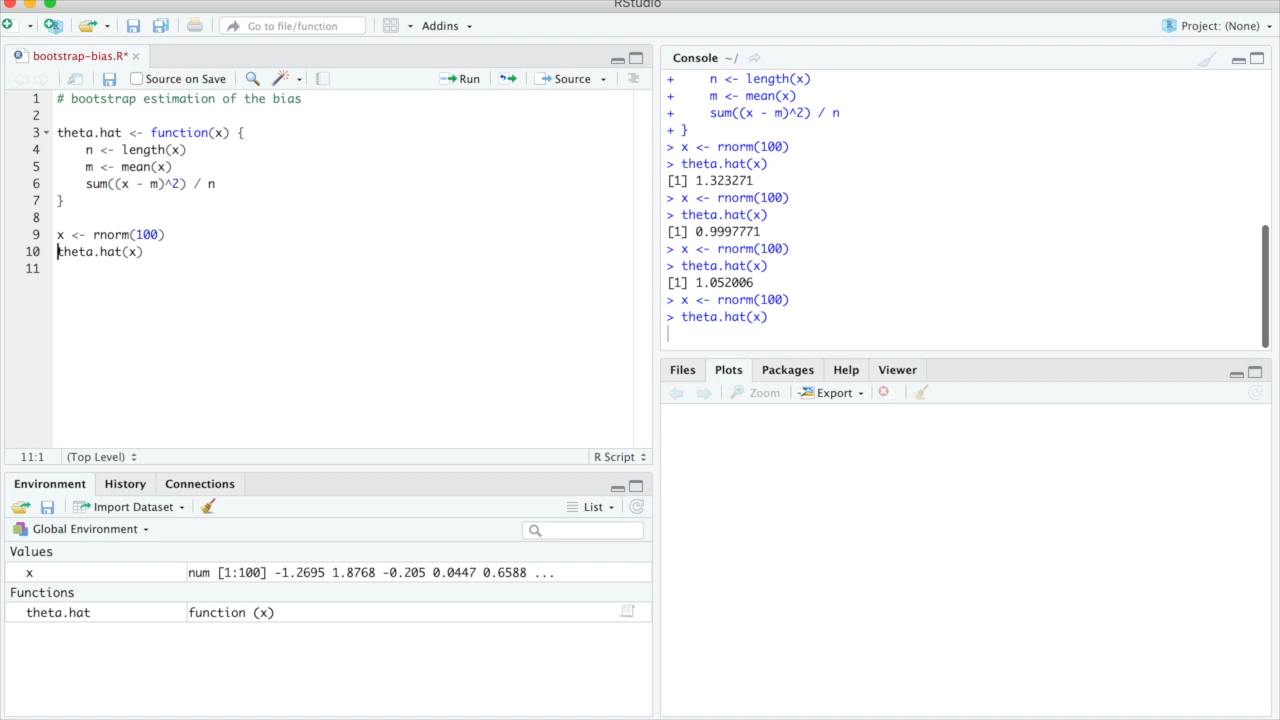 RStudio
Go to file/function
Addins
Project: (None)
bootstrap-bias.R*
Source on Save
Run
Source
1 # bootstrap estimation of the bias
2
3 theta.hat <- function(x) {
4 n <- length(x)
5 m <- mean(x)
6 sum((x - m)^2) / n
7 }
8
9 x <- rnorm(100)
10 theta.hat(x)
11
11:1 (Top Level) R Script
Environment History Connections
Import Dataset List
Global Environment
Values
x num [1:100] -1.2695 1.8768 -0.205 0.0447 0.6588 ...
Functions
theta.hat function (x)
Console ~/
+ n <- length(x)
+ m <- mean(x)
+ sum((x - m)^2) / n
+ }
> x <- rnorm(100)
> theta.hat(x)
[1] 1.323271
> x <- rnorm(100)
> theta.hat(x)
[1] 0.9997771
> x <- rnorm(100)
> theta.hat(x)
[1] 1.052006
> x <- rnorm(100)
> theta.hat(x)
Files Plots Packages Help Viewer
Zoom Export